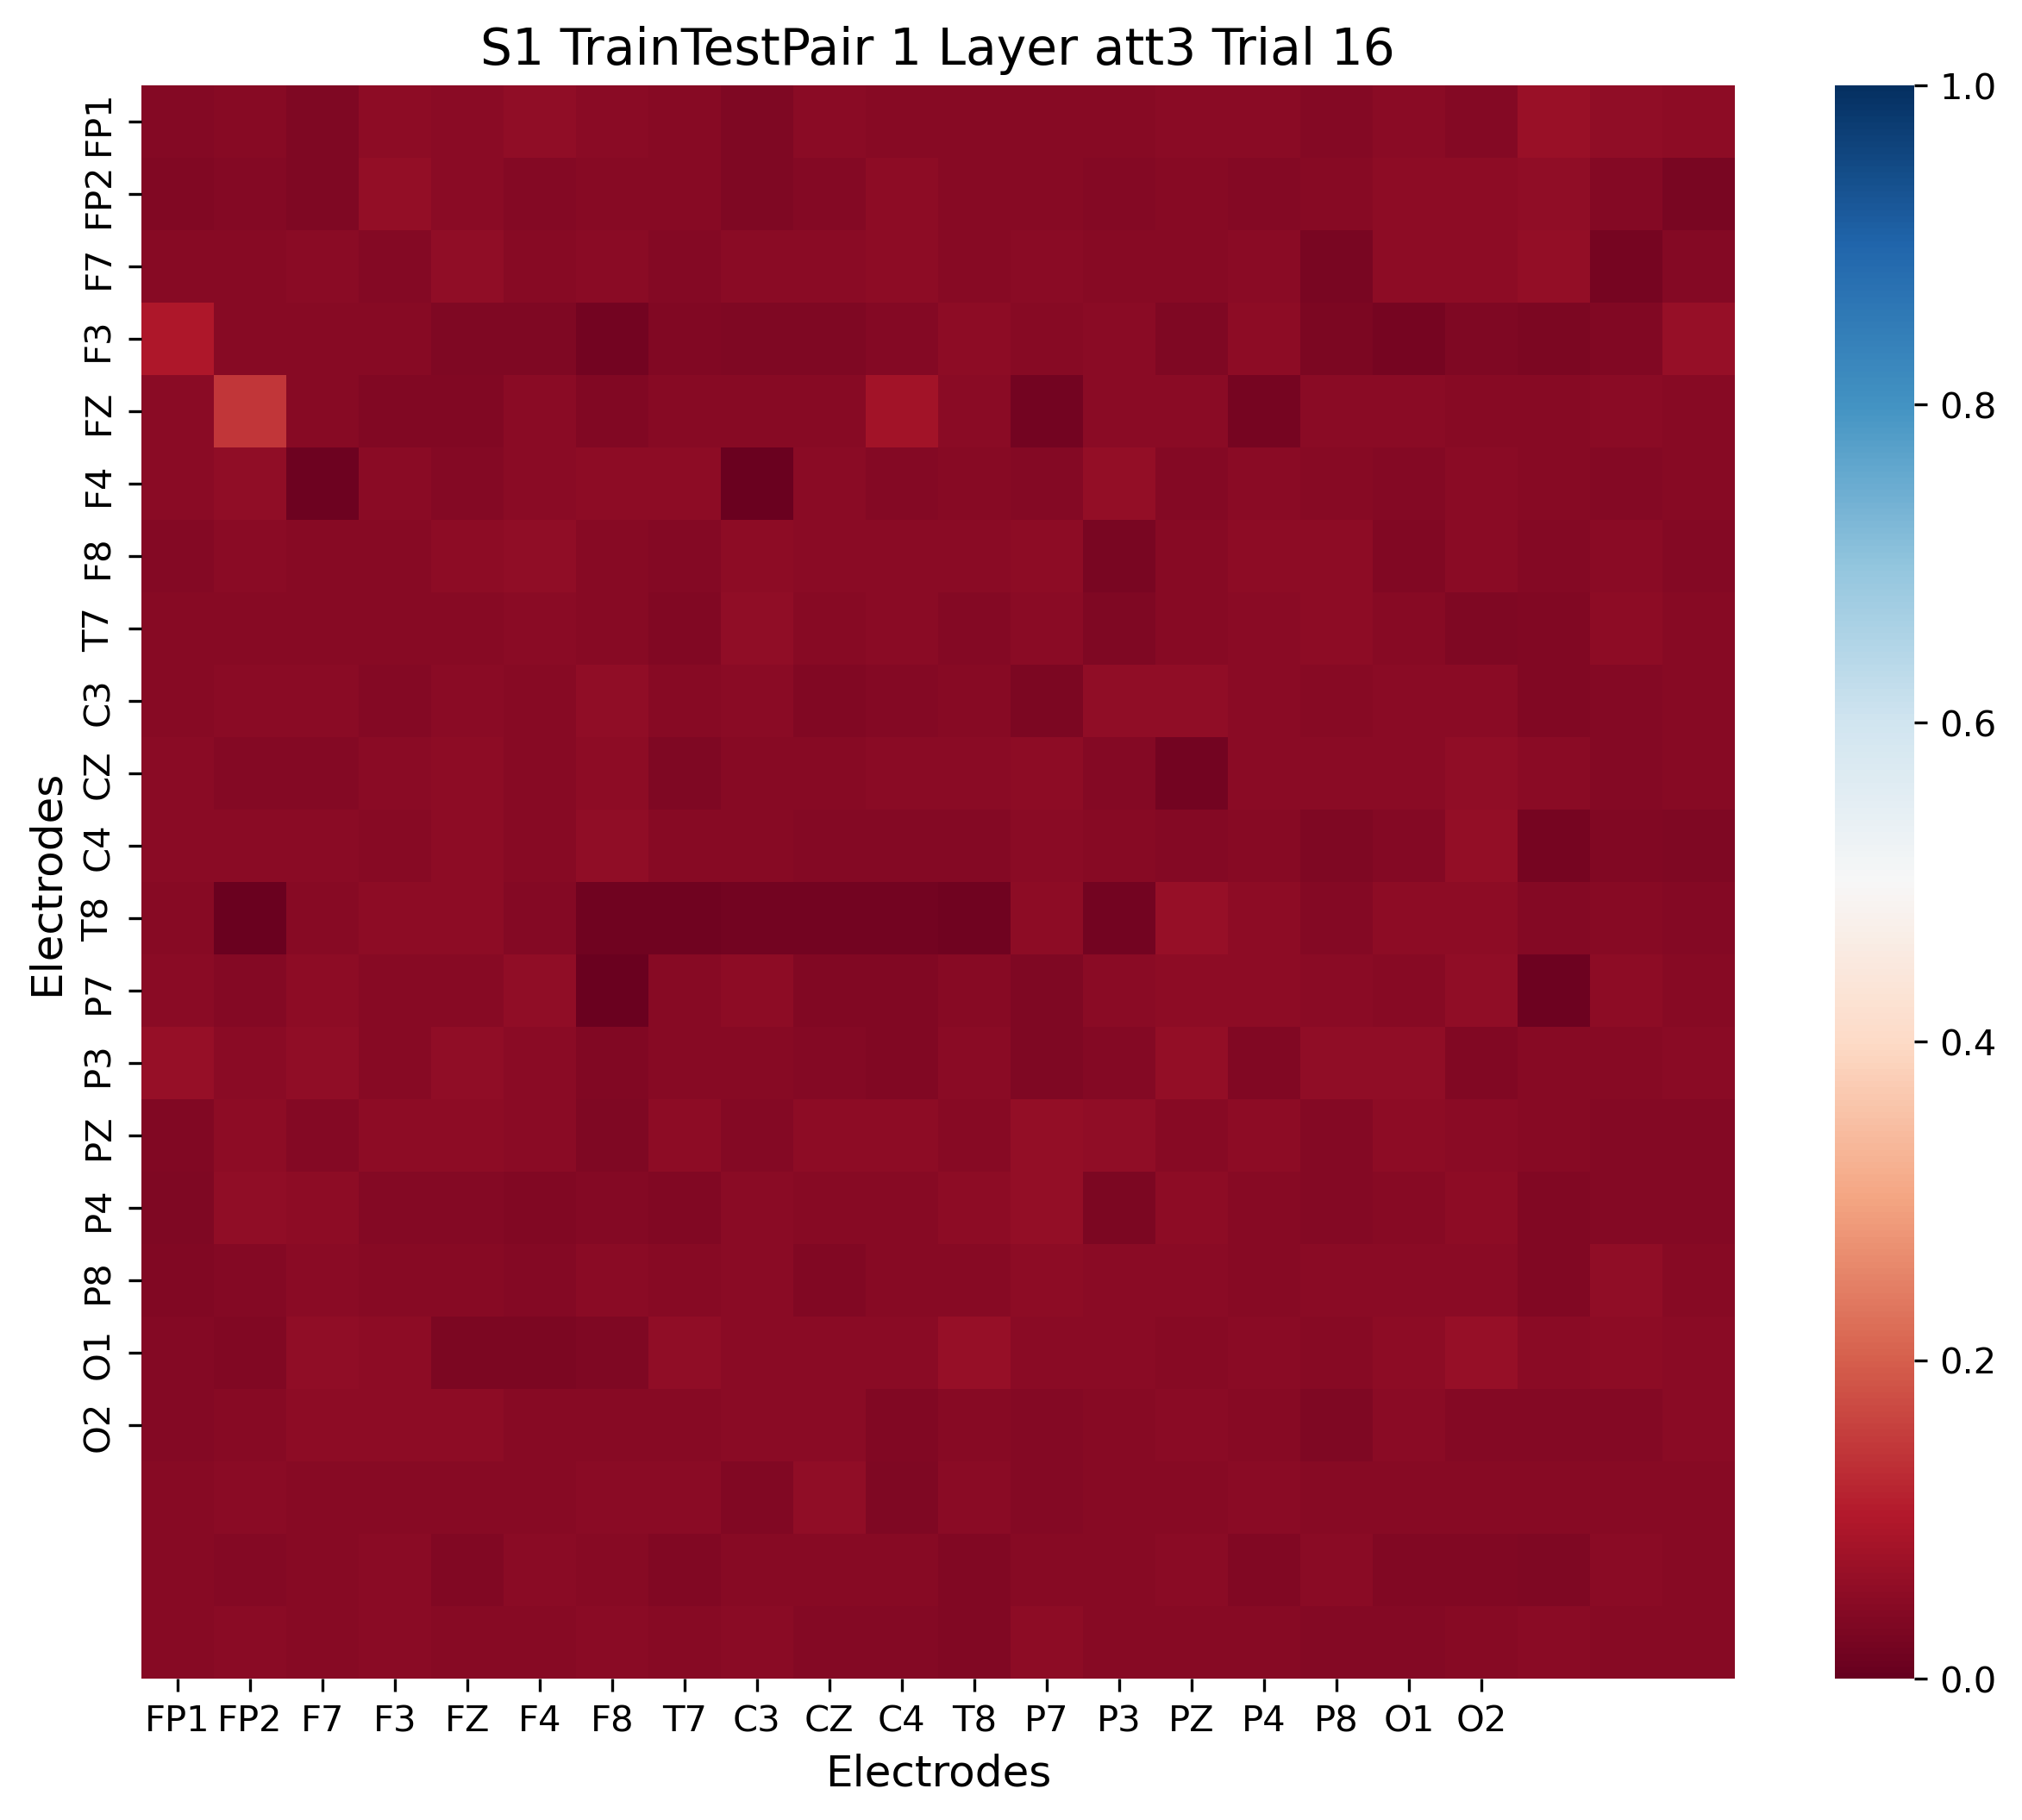 S1 TrainTestPair 1 Layer att3 Trial 16
Electrodes
FP1
FP2
F7
F3
FZ
F4
F8
T7
C3
CZ
C4
T8
P7
P3
PZ
P4
P8
O1
O2
FP1 FP2 F7 F3 FZ F4 F8 T7 C3 CZ C4 T8 P7 P3 PZ P4 P8 O1 O2
Electrodes
1.0
0.8
0.6
0.4
0.2
0.0